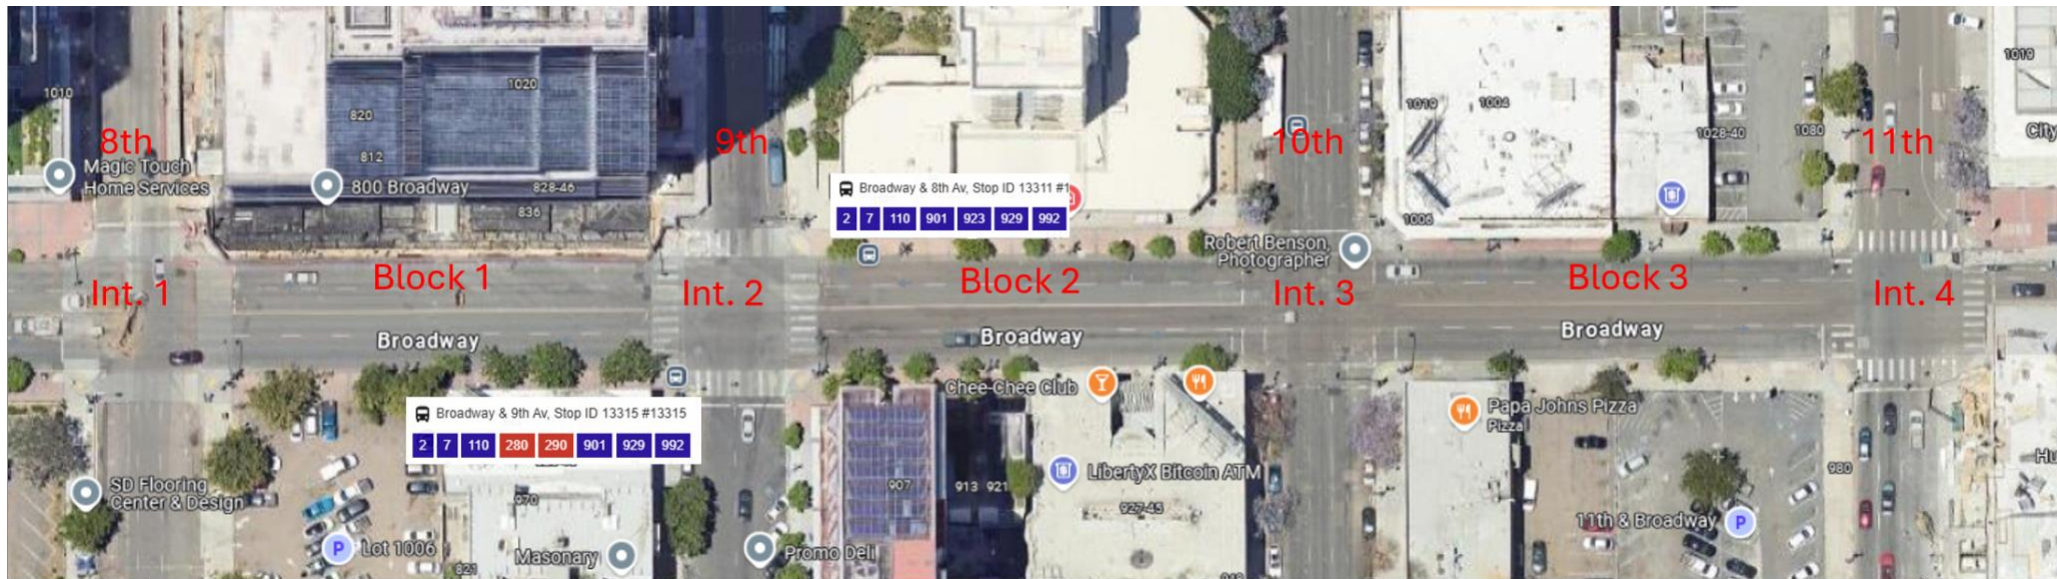 1010
8th
Magic Touch
Home Services
820
1020
812
800 Broadway
828-46
836
9th
Broadway & 8th Av, Stop ID 13311 #1
2 7 110 901 923 929 992
10th
Robert Benson,
Photographer
1019
1004
1006
1028-40
1080
11th
1019
City
Int. 1
Block 1
Int. 2
Block 2
Int. 3
Block 3
Int. 4
Broadway
Broadway
Broadway
Broadway & 9th Av, Stop ID 13315 #13315
2 7 110 280 290 901 929 992
Chee-Chee Club
Papa Johns Pizza
Pizza
SD Flooring
Center & Design
970
907
913
921
LibertyX Bitcoin ATM
927-45
980
Hu
11th & Broadway
P
P
Lot 1006
Masonary
Promo Deli
821